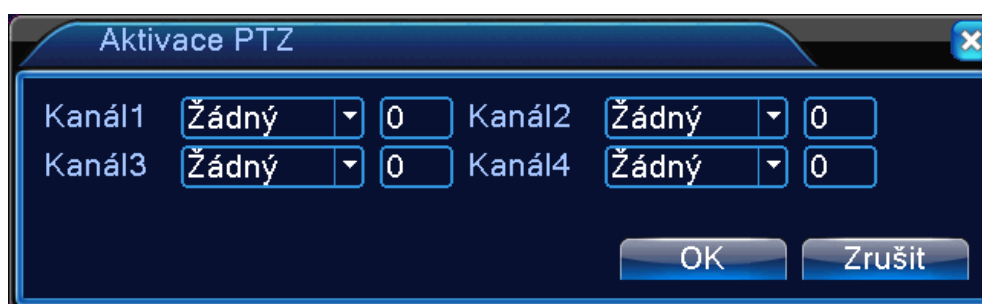 Aktivace PTZ
Kanál1 Žádný 0 Kanál2 Žádný 0
Kanál3 Žádný 0 Kanál4 Žádný 0
OK Zrušit